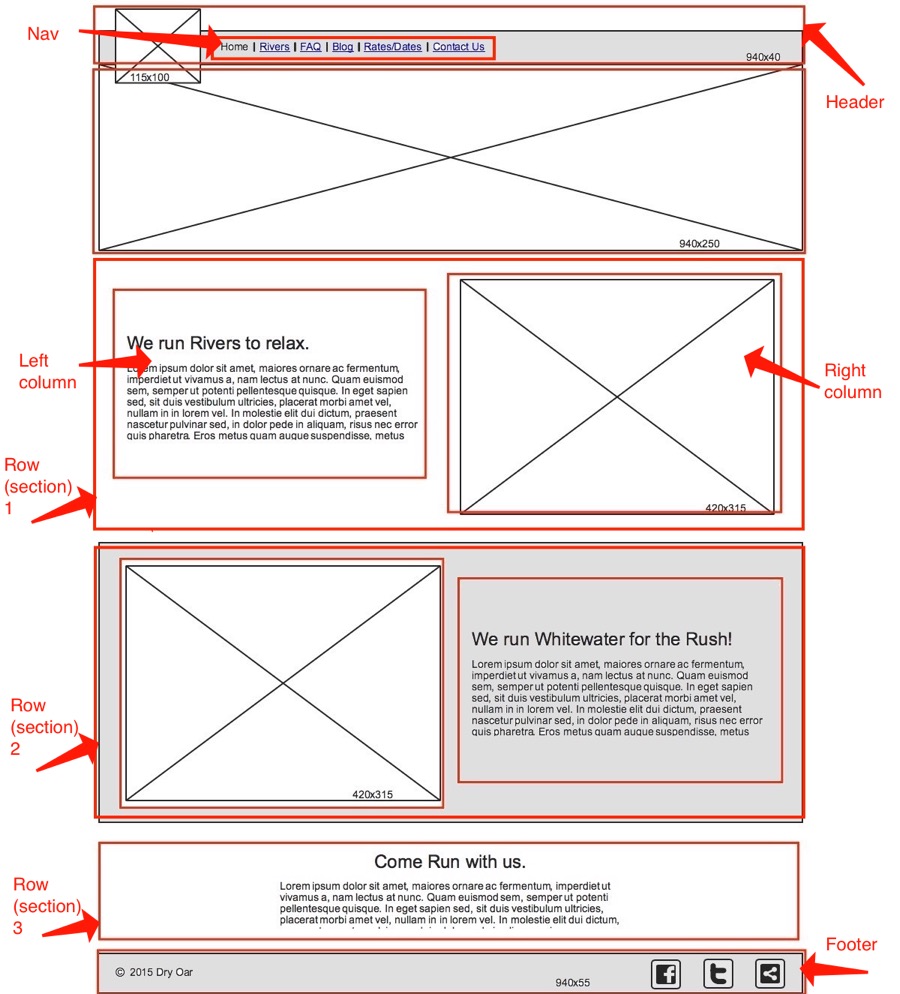 Nav
Home | Rivers | FAQ | Blog | Rates/Dates | Contact Us
940x40
115x100
Header
940x250
We run Rivers to relax.
Lorem ipsum dolor sit amet, maiores ornare ac fermentum,
imperdiet ut vivamus a, nam lectus at nunc. Quam euismod
sem, semper ut potenti pellentesque quisque. In eget sapien
sed, sit duis vestibulum ultricies, placerat morbi amet vel,
nullam in in lorem vel. In molestie elit dui dictum, praesent
nascetur pulvinar sed, in dolor pede in aliquam, risus nec error
quis pharetra. Eros metus quam augue suspendisse, metus
Left
column
Right
column
Row
(section)
1
420x315
We run Whitewater for the Rush!
Lorem ipsum dolor sit amet, maiores ornare ac fermentum,
imperdiet ut vivamus a, nam lectus at nunc. Quam euismod
sem, semper ut potenti pellentesque quisque. In eget sapien
sed, sit duis vestibulum ultricies, placerat morbi amet vel,
nullam in in lorem vel. In molestie elit dui dictum, praesent
nascetur pulvinar sed, in dolor pede in aliquam, risus nec error
quis pharetra. Eros metus quam augue suspendisse, metus
Row
(section)
2
420x315
Come Run with us.
Lorem ipsum dolor sit amet, maiores ornare ac fermentum, imperdiet ut
vivamus a, nam lectus at nunc. Quam euismod sem, semper ut potenti
pellentesque quisque. In eget sapien sed, sit duis vestibulum ultricies,
placerat morbi amet vel, nullam in in lorem vel. In molestie elit dui dictum,
Row
(section)
3
Footer
© 2015 Dry Oar
940x55